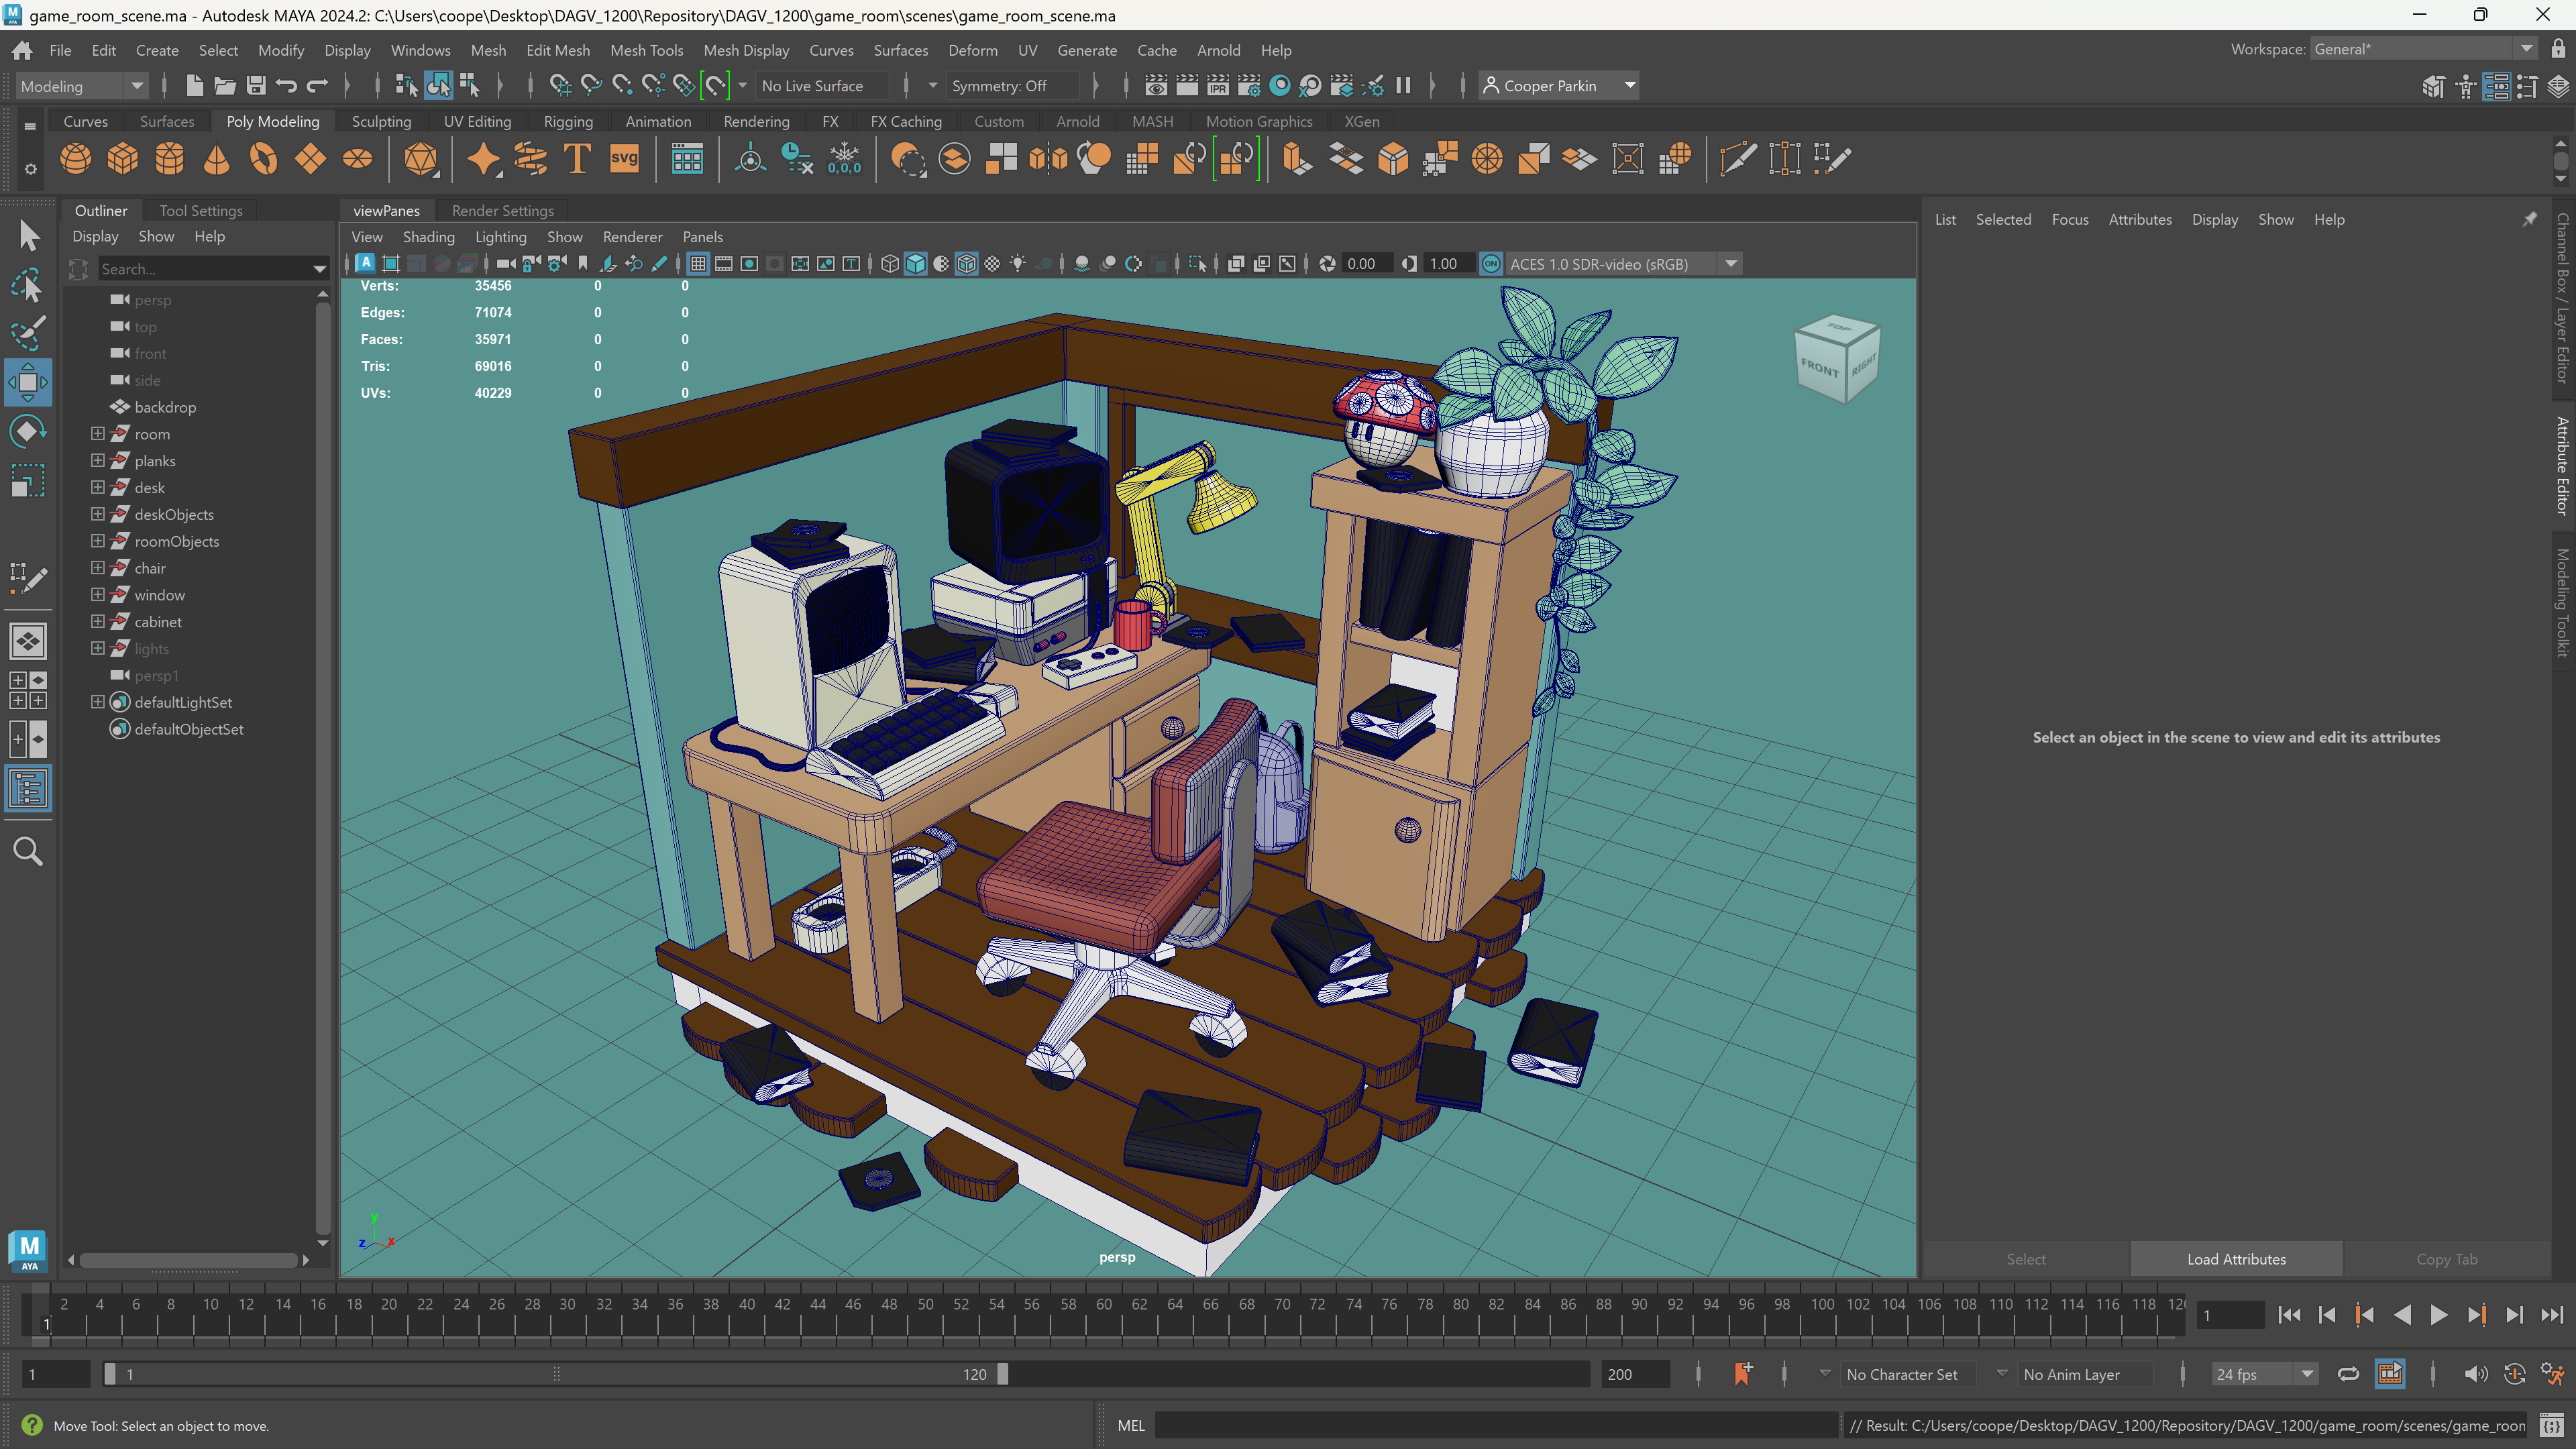 game_room_scene.ma - Autodesk MAYA 2024.2: C:\Users\coope\Desktop\DAGV_1200\Repository\DAGV_1200\game_room\scenes\game_room_scene.ma
File Edit Create Select Modify Display Windows Mesh Edit Mesh Mesh Tools Mesh Display Curves Surfaces Deform UV Generate Cache Arnold Help Workspace: General*
Modeling No Live Surface Symmetry: Off IPR Cooper Parkin
Curves Surfaces Poly Modeling Sculpting UV Editing Rigging Animation Rendering FX FX Caching Custom Arnold MASH Motion Graphics XGen
T svg 0,0,0
Outliner Tool Settings viewPanes Render Settings
Display Show Help
View Shading Lighting Show Renderer Panels
List Selected Focus Attributes Display Show Help
Search...
0.00 1.00 ON ACES 1.0 SDR-video (sRGB)
persp
top
front
side
backdrop
room
planks
desk
deskObjects
roomObjects
chair
window
cabinet
lights
persp1
defaultLightSet
defaultObjectSet
Verts: 35456 0 0
Edges: 71074 0 0
Faces: 35971 0 0
Tris: 69016 0 0
UVs: 40229 0 0
TOP
FRONT RIGHT
Channel Box / Layer Editor
Attribute Editor
Modeling Toolkit
Select an object in the scene to view and edit its attributes
y
z x
persp
M
AYA
Select Load Attributes Copy Tab
2 4 6 8 10 12 14 16 18 20 22 24 26 28 30 32 34 36 38 40 42 44 46 48 50 52 54 56 58 60 62 64 66 68 70 72 74 76 78 80 82 84 86 88 90 92 94 96 98 100 102 104 106 108 110 112 114 116 118 120
1 1
1 1 120 200 No Character Set No Anim Layer 24 fps
Move Tool: Select an object to move. MEL // Result: C:/Users/coope/Desktop/DAGV_1200/Repository/DAGV_1200/game_room/scenes/game_room